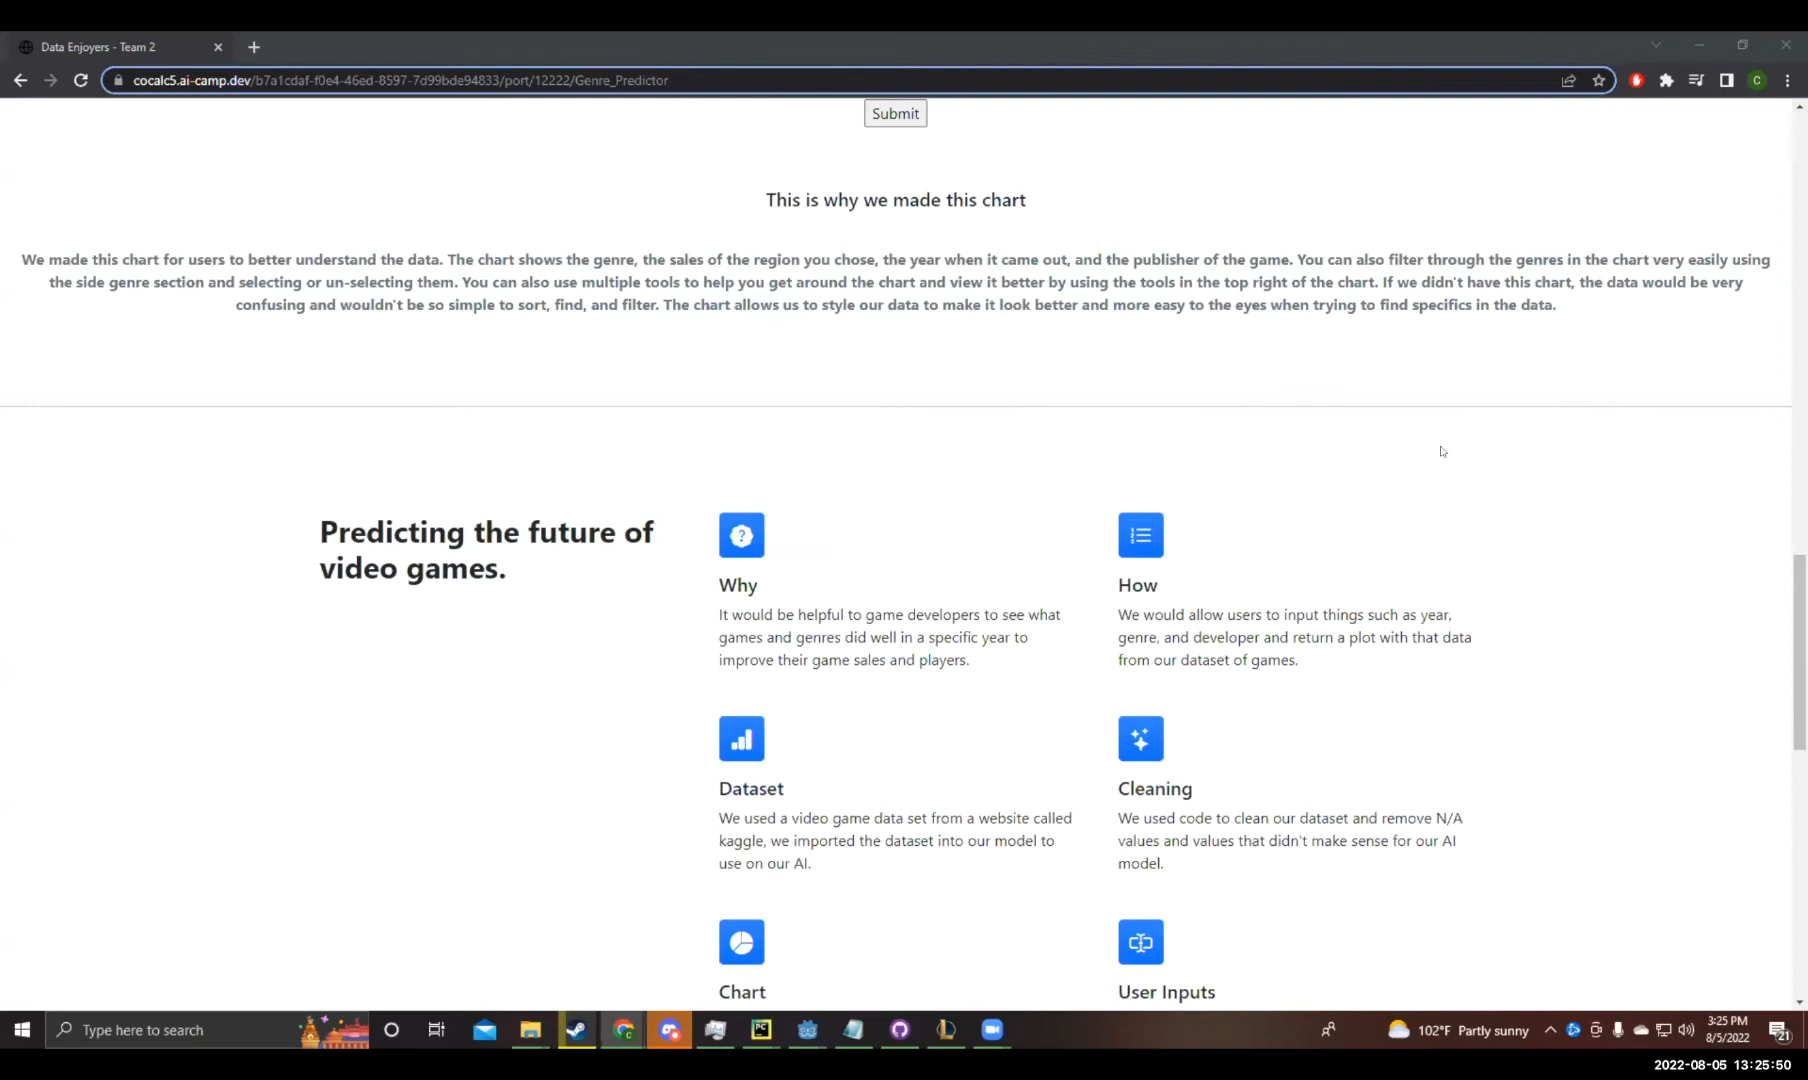 Data Enjoyers - Team 2
cocalc5.ai-camp.dev/b7a1cdaf-f0e4-46ed-8597-7d99bde94833/port/12222/Genre_Predictor
C
Submit
This is why we made this chart
We made this chart for users to better understand the data. The chart shows the genre, the sales of the region you chose, the year when it came out, and the publisher of the game. You can also filter through the genres in the chart very easily using
the side genre section and selecting or un-selecting them. You can also use multiple tools to help you get around the chart and view it better by using the tools in the top right of the chart. If we didn't have this chart, the data would be very
confusing and wouldn't be so simple to sort, find, and filter. The chart allows us to style our data to make it look better and more easy to the eyes when trying to find specifics in the data.
Predicting the future of
video games.
Why
It would be helpful to game developers to see what
games and genres did well in a specific year to
improve their game sales and players.
How
We would allow users to input things such as year,
genre, and developer and return a plot with that data
from our dataset of games.
Dataset
We used a video game data set from a website called
kaggle, we imported the dataset into our model to
use on our AI.
Cleaning
We used code to clean our dataset and remove N/A
values and values that didn't make sense for our AI
model.
Chart
User Inputs
Type here to search
PC
102°F Partly sunny
3:25 PM
8/5/2022
21
2022-08-05 13:25:50